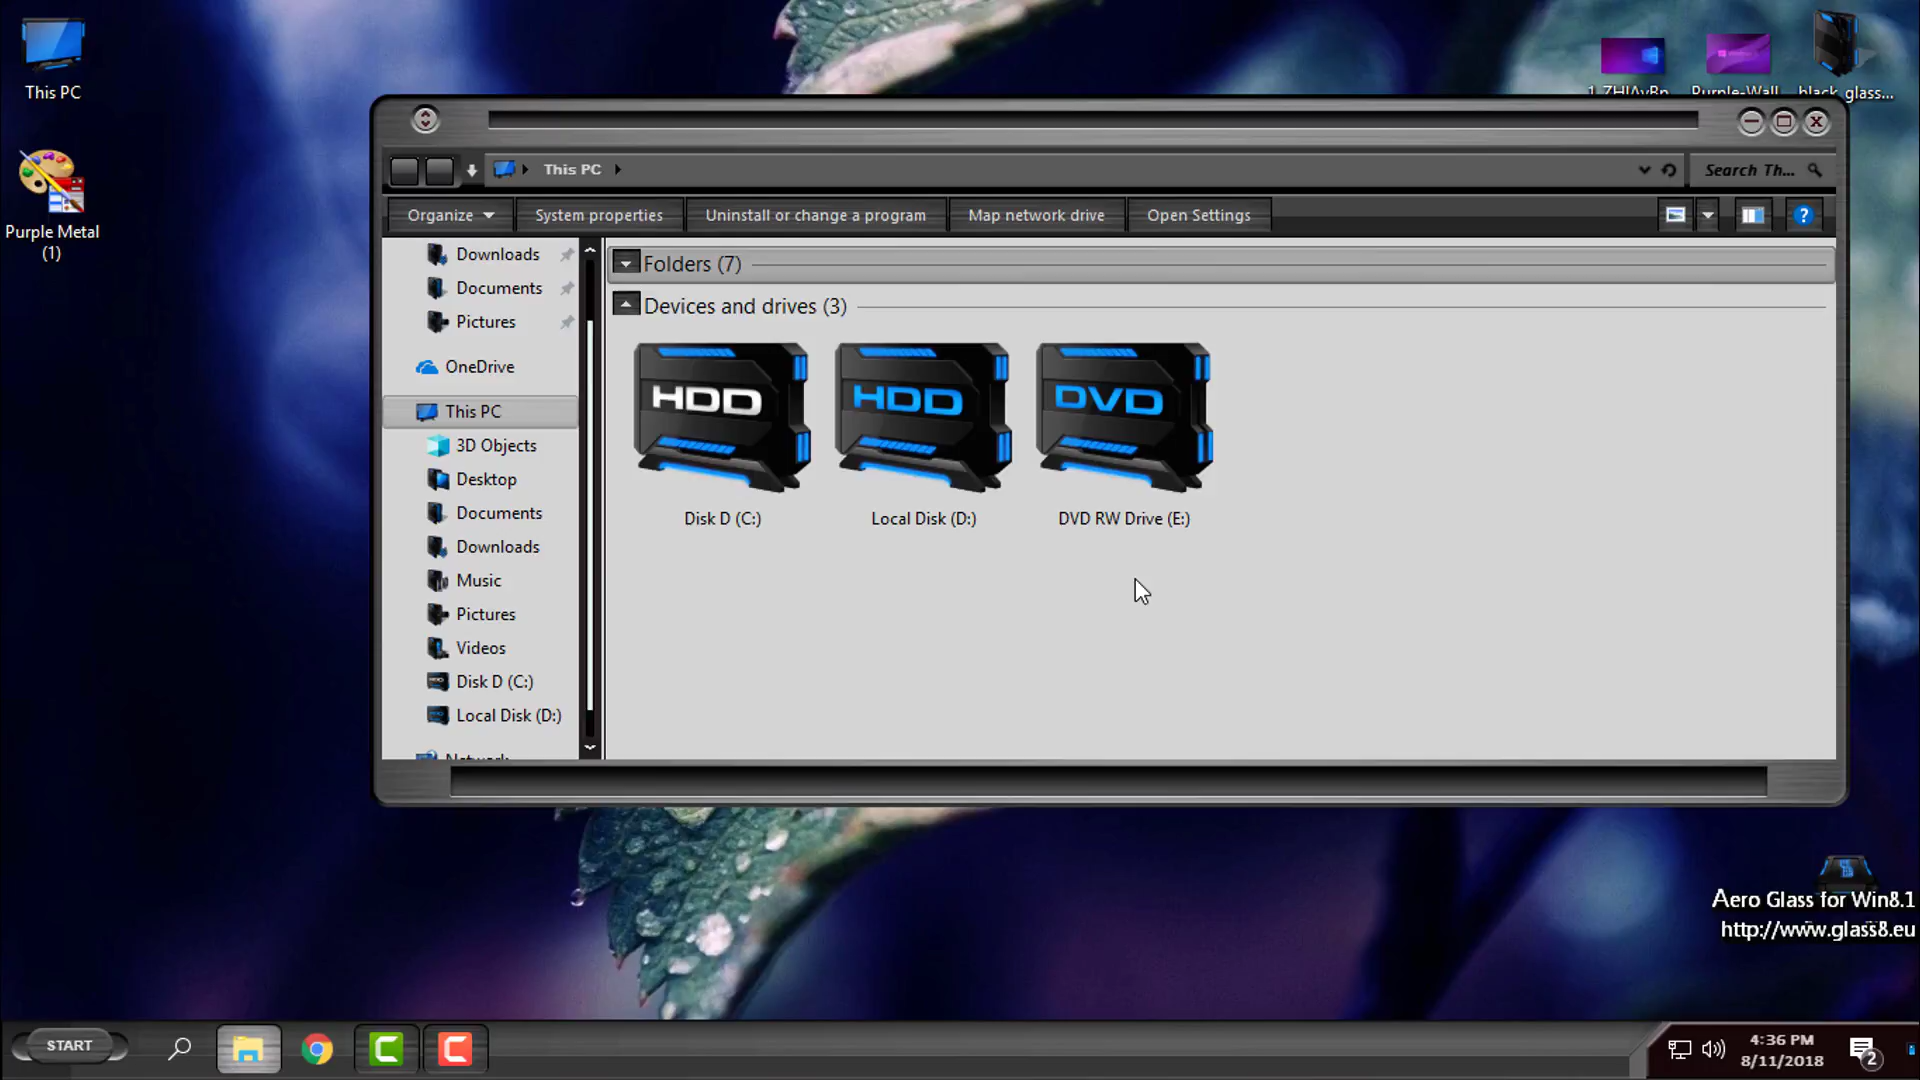 This PC
Purple Metal
(1)
Purple-Wall
black_glass...
This PC
Search Th...
Organize
System properties
Uninstall or change a program
Map network drive
Open Settings
Downloads
Documents
Pictures
OneDrive
This PC
3D Objects
Desktop
Documents
Downloads
Music
Pictures
Videos
Disk D (C:)
Local Disk (D:)
Network
Folders (7)
Devices and drives (3)
HDD
HDD
DVD
Disk D (C:)
Local Disk (D:)
DVD RW Drive (E:)
Aero Glass for Win8.1
http://www.glass8.eu
START
4:36 PM
8/11/2018
2